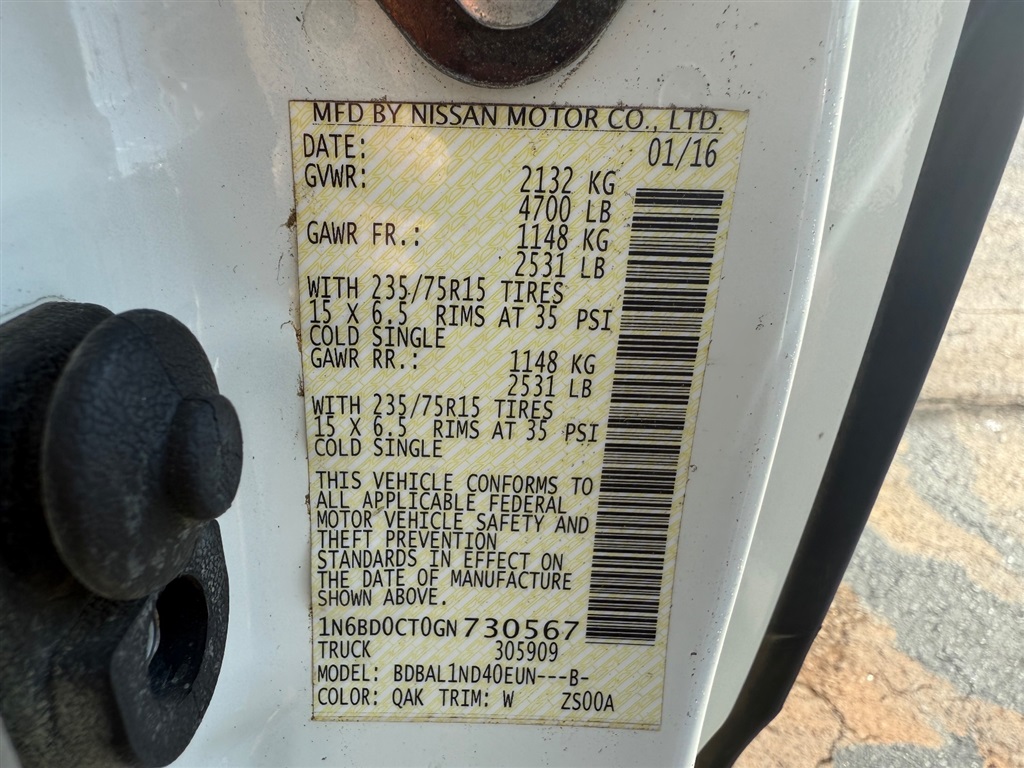 MFD BY NISSAN MOTOR CO., LTD.
DATE: 01/16
GVWR: 2132 KG
4700 LB
GAWR FR.: 1148 KG
2531 LB
WITH 235/75R15 TIRES
15 X 6.5 RIMS AT 35 PSI
COLD SINGLE
GAWR RR.: 1148 KG
2531 LB
WITH 235/75R15 TIRES
15 X 6.5 RIMS AT 35 PSI
COLD SINGLE
THIS VEHICLE CONFORMS TO
ALL APPLICABLE FEDERAL
MOTOR VEHICLE SAFETY AND
THEFT PREVENTION
STANDARDS IN EFFECT ON
THE DATE OF MANUFACTURE
SHOWN ABOVE.
1N6BD0CT0GN730567
TRUCK 305909
MODEL: BDBAL1ND40EUN---B-
COLOR: QAK TRIM: W ZS00A